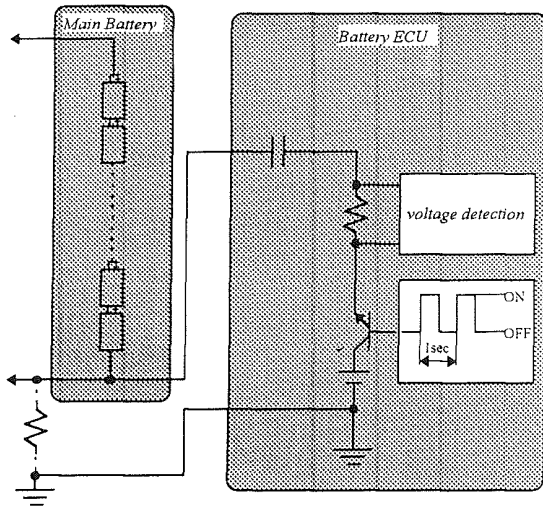 Main Battery
Battery ECU
voltage detection
ON
OFF
1sec